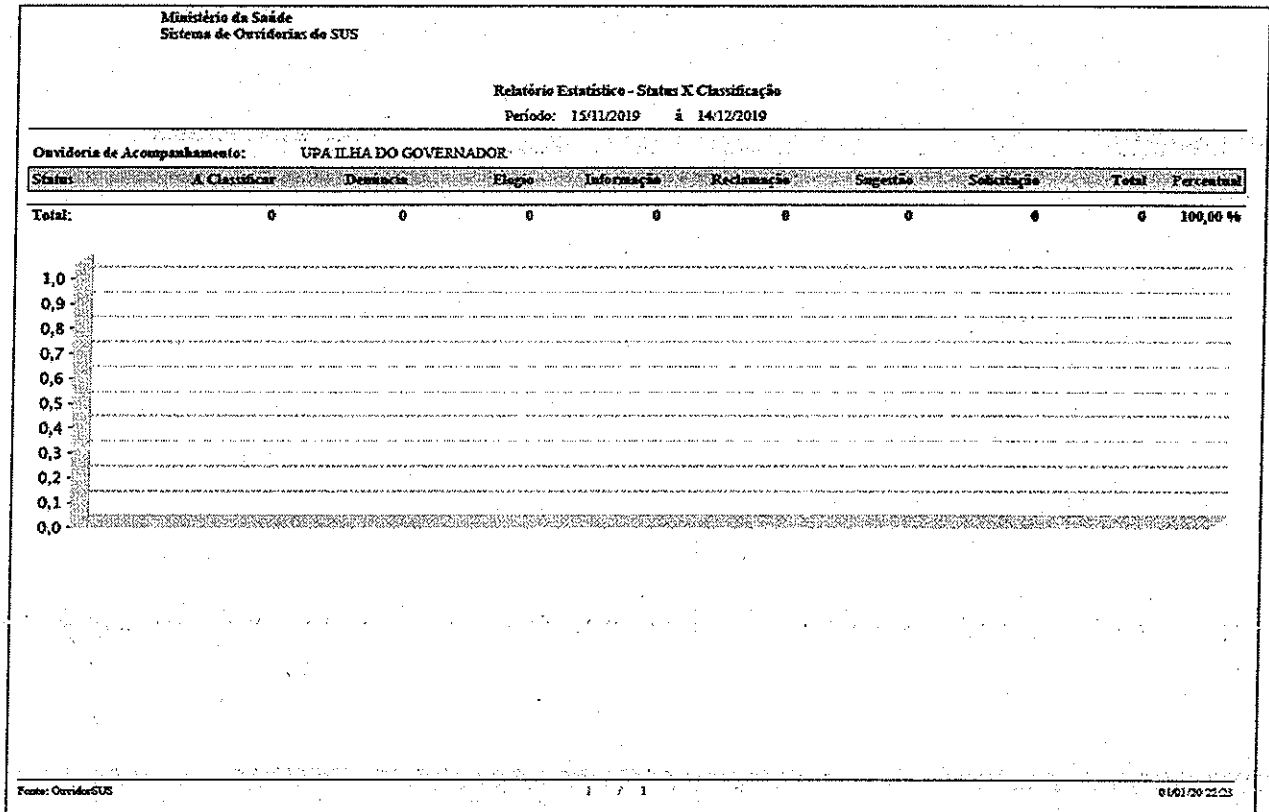 Ministério da Saúde
Sistema de Ouvidorias do SUS
Relatório Estatístico - Status X Classificação
Período: 15/11/2019 à 14/12/2019
Ouvidoria de Acompanhamento: UPA ILHA DO GOVERNADOR
Status A Classificar Denúncia Elogio Informação Reclamação Sugestão Solicitação Total Percentual
Total: 0 0 0 0 0 0 0 0 100,00 %
1,0
0,9
0,8
0,7
0,6
0,5
0,4
0,3
0,2
0,1
0,0
Fonte: OuvidorSUS 1 / 1 01/01/20 22:23